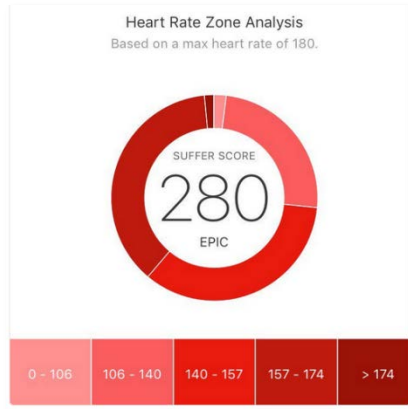 Heart Rate Zone Analysis
Based on a max heart rate of 180.
SUFFER SCORE
280
EPIC
0 - 106 106 - 140 140 - 157 157 - 174 > 174